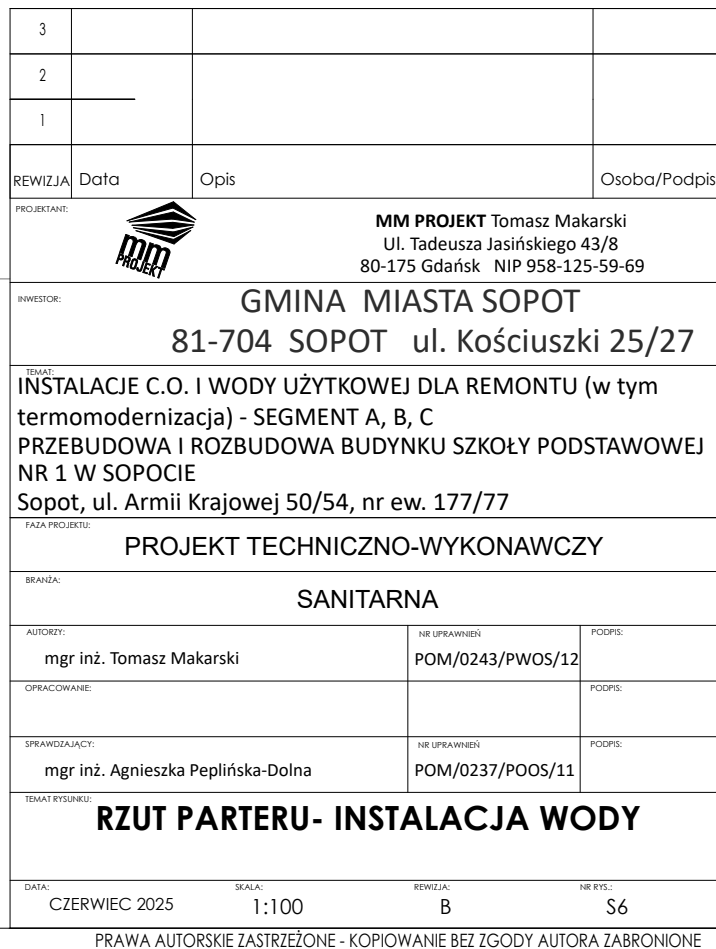 3
2
1
REWIZJA Data Opis Osoba/Podpis
PROJEKTANT:
mm PROJEKT
MM PROJEKT Tomasz Makarski
Ul. Tadeusza Jasińskiego 43/8
80-175 Gdańsk NIP 958-125-59-69
INWESTOR:
GMINA MIASTA SOPOT
81-704 SOPOT ul. Kościuszki 25/27
TEMAT:
INSTALACJE C.O. I WODY UŻYTKOWEJ DLA REMONTU (w tym
termomodernizacja) - SEGMENT A, B, C
PRZEBUDOWA I ROZBUDOWA BUDYNKU SZKOŁY PODSTAWOWEJ
NR 1 W SOPOCIE
Sopot, ul. Armii Krajowej 50/54, nr ew. 177/77
FAZA PROJEKTU:
PROJEKT TECHNICZNO-WYKONAWCZY
BRANŻA:
SANITARNA
AUTORZY: NR UPRAWNIEŃ PODPIS:
mgr inż. Tomasz Makarski POM/0243/PWOS/12
OPRACOWANIE: PODPIS:
SPRAWDZAJĄCY: NR UPRAWNIEŃ PODPIS:
mgr inż. Agnieszka Peplińska-Dolna POM/0237/POOS/11
TEMAT RYSUNKU:
RZUT PARTERU- INSTALACJA WODY
DATA: SKALA: REWIZJA: NR RYS.:
CZERWIEC 2025 1:100 B S6
PRAWA AUTORSKIE ZASTRZEŻONE - KOPIOWANIE BEZ ZGODY AUTORA ZABRONIONE